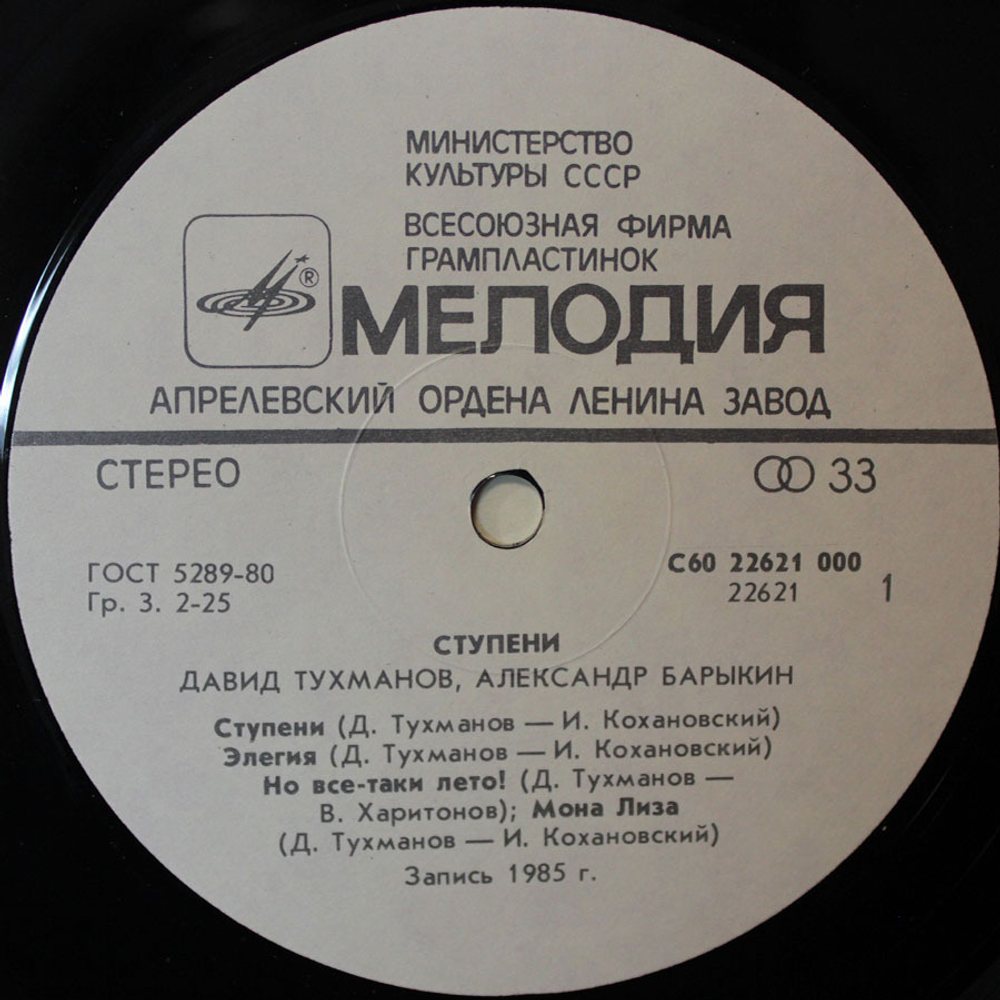 МИНИСТЕРСТВО
КУЛЬТУРЫ СССР
ВСЕСОЮЗНАЯ ФИРМА
ГРАМПЛАСТИНОК
®
МЕЛОДИЯ
АПРЕЛЕВСКИЙ ОРДЕНА ЛЕНИНА ЗАВОД
СТЕРЕО
33
ГОСТ 5289-80
Гр. 3. 2-25
С60 22621 000
22621
1
СТУПЕНИ
ДАВИД ТУХМАНОВ, АЛЕКСАНДР БАРЫКИН
Ступени (Д. Тухманов — И. Кохановский)
Элегия (Д. Тухманов — И. Кохановский)
Но все-таки лето! (Д. Тухманов —
В. Харитонов); Мона Лиза
(Д. Тухманов — И. Кохановский)
Запись 1985 г.